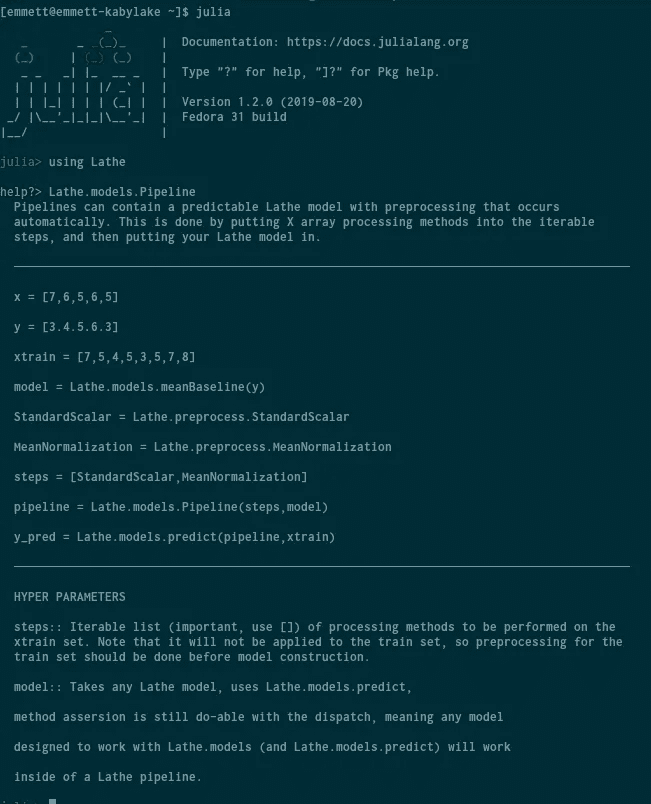 [emmett@emmett-kabylake ~]$ julia
Documentation: https://docs.julialang.org
Type "?" for help, "]?" for Pkg help.
Version 1.2.0 (2019-08-20)
Fedora 31 build
julia> using Lathe
help?> Lathe.models.Pipeline
Pipelines can contain a predictable Lathe model with preprocessing that occurs
automatically. This is done by putting X array processing methods into the iterable
steps, and then putting your Lathe model in.
x = [7,6,5,6,5]
y = [3.4.5.6.3]
xtrain = [7,5,4,5,3,5,7,8]
model = Lathe.models.meanBaseline(y)
StandardScalar = Lathe.preprocess.StandardScalar
MeanNormalization = Lathe.preprocess.MeanNormalization
steps = [StandardScalar,MeanNormalization]
pipeline = Lathe.models.Pipeline(steps,model)
y_pred = Lathe.models.predict(pipeline,xtrain)
HYPER PARAMETERS
steps:: Iterable list (important, use []) of processing methods to be performed on the
xtrain set. Note that it will not be applied to the train set, so preprocessing for the
train set should be done before model construction.
model:: Takes any Lathe model, uses Lathe.models.predict,
method assersion is still do-able with the dispatch, meaning any model
designed to work with Lathe.models (and Lathe.models.predict) will work
inside of a Lathe pipeline.